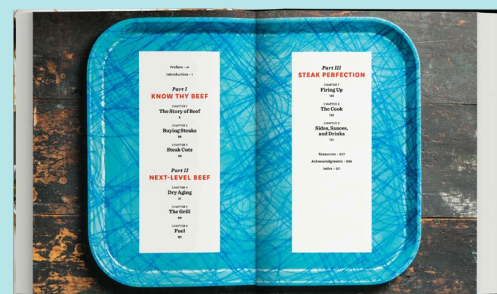 Preface
Introduction
Part I
KNOW THY BEEF
CHAPTER 1
The Story of Beef
CHAPTER 2
Buying Steaks
CHAPTER 3
Steak Cuts
Part II
NEXT-LEVEL BEEF
CHAPTER 4
Dry Aging
CHAPTER 5
The Grill
CHAPTER 6
Fuel
Part III
STEAK PERFECTION
CHAPTER 7
Firing Up
CHAPTER 8
The Cook
CHAPTER 9
Sides, Sauces,
and Drinks
Resources
Acknowledgments
Index